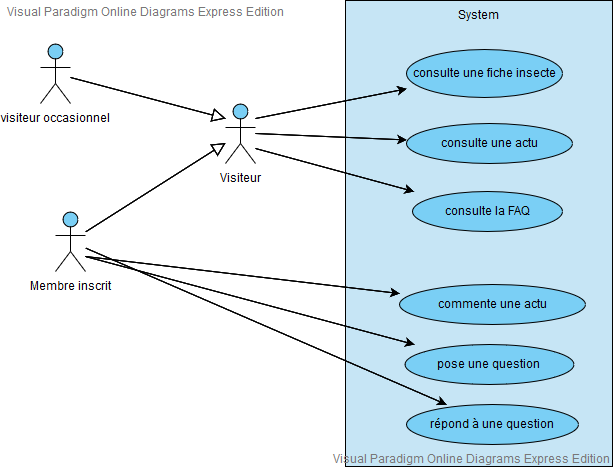 Visual Paradigm Online Diagrams Express Edition
System
consulte une fiche insecte
visiteur occasionnel
consulte une actu
Visiteur
consulte la FAQ
Membre inscrit
commente une actu
pose une question
répond à une question
Visual Paradigm Online Diagrams Express Edition